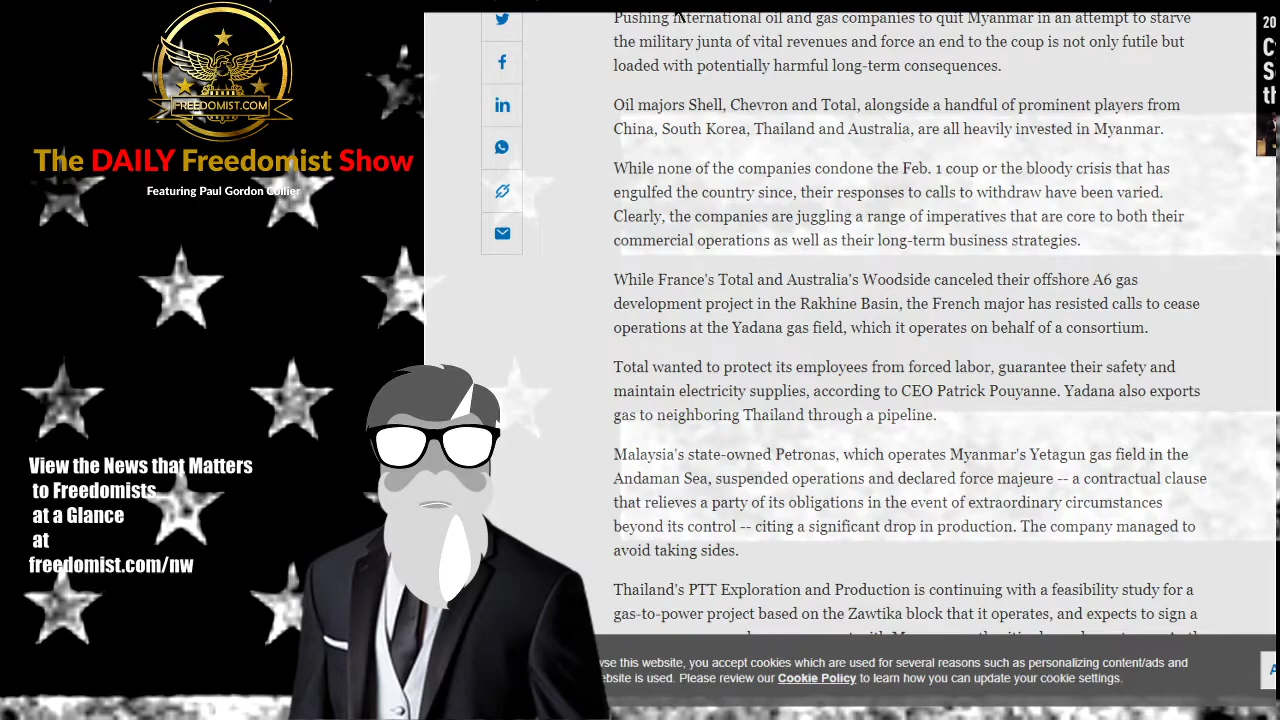 FREEDOMIST.COM
The DAILY Freedomist Show
Featuring Paul Gordon Collier
View the News that Matters
to Freedomists
at a Glance
at
freedomist.com/nw
Pushing international oil and gas companies to quit Myanmar in an attempt to starve
the military junta of vital revenues and force an end to the coup is not only futile but
loaded with potentially harmful long-term consequences.
Oil majors Shell, Chevron and Total, alongside a handful of prominent players from
China, South Korea, Thailand and Australia, are all heavily invested in Myanmar.
While none of the companies condone the Feb. 1 coup or the bloody crisis that has
engulfed the country since, their responses to calls to withdraw have been varied.
Clearly, the companies are juggling a range of imperatives that are core to both their
commercial operations as well as their long-term business strategies.
While France's Total and Australia's Woodside canceled their offshore A6 gas
development project in the Rakhine Basin, the French major has resisted calls to cease
operations at the Yadana gas field, which it operates on behalf of a consortium.
Total wanted to protect its employees from forced labor, guarantee their safety and
maintain electricity supplies, according to CEO Patrick Pouyanne. Yadana also exports
gas to neighboring Thailand through a pipeline.
Malaysia's state-owned Petronas, which operates Myanmar's Yetagun gas field in the
Andaman Sea, suspended operations and declared force majeure -- a contractual clause
that relieves a party of its obligations in the event of extraordinary circumstances
beyond its control -- citing a significant drop in production. The company managed to
avoid taking sides.
Thailand's PTT Exploration and Production is continuing with a feasibility study for a
gas-to-power project based on the Zawtika block that it operates, and expects to sign a
this website, you accept cookies which are used for several reasons such as personalizing content/ads and
is used. Please review our Cookie Policy to learn how you can update your cookie settings.
20